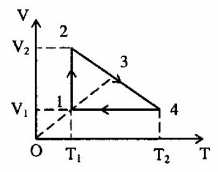 V
V₂ 2
3
V₁ 1 4
O T₁ T₂ T